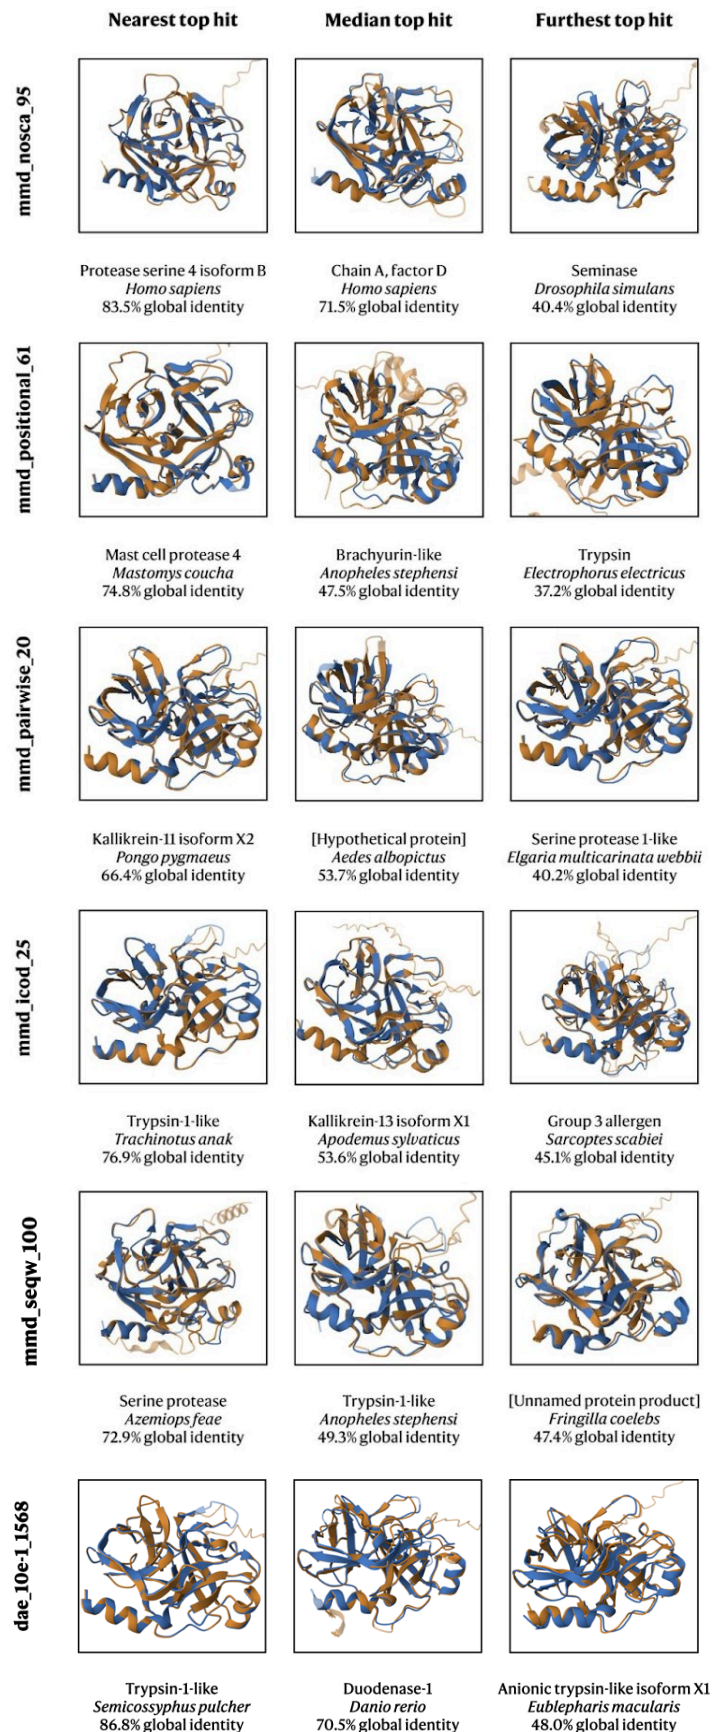 Nearest top hit
Median top hit
Furthest top hit
mmd_nosca_95
Protease serine 4 isoform B
Homo sapiens
83.5% global identity
Chain A, factor D
Homo sapiens
71.5% global identity
Seminase
Drosophila simulans
40.4% global identity
mmd_positional_61
Mast cell protease 4
Mastomys coucha
74.8% global identity
Brachyurin-like
Anopheles stephensi
47.5% global identity
Trypsin
Electrophorus electricus
37.2% global identity
mmd_pairwise_20
Kallikrein-11 isoform X2
Pongo pygmaeus
66.4% global identity
[Hypothetical protein]
Aedes albopictus
53.7% global identity
Serine protease 1-like
Elgaria multicarinata webbii
40.2% global identity
mmd_icod_25
Trypsin-1-like
Trachinotus anak
76.9% global identity
Kallikrein-13 isoform X1
Apodemus sylvaticus
53.6% global identity
Group 3 allergen
Sarcoptes scabiei
45.1% global identity
mmd_seqw_100
Serine protease
Azemiops feae
72.9% global identity
Trypsin-1-like
Anopheles stephensi
49.3% global identity
[Unnamed protein product]
Fringilla coelebs
47.4% global identity
dae_10e-1_1568
Trypsin-1-like
Semicossyphus pulcher
86.8% global identity
Duodenase-1
Danio rerio
70.5% global identity
Anionic trypsin-like isoform X1
Eublepharis macularis
48.0% global identity